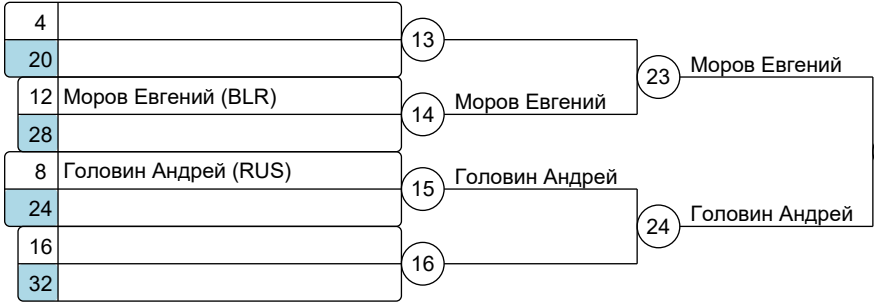 4
13
20
23 Моров Евгений
12 Моров Евгений (BLR)
14 Моров Евгений
28
8 Головин Андрей (RUS)
15 Головин Андрей
24
24 Головин Андрей
16
16
32